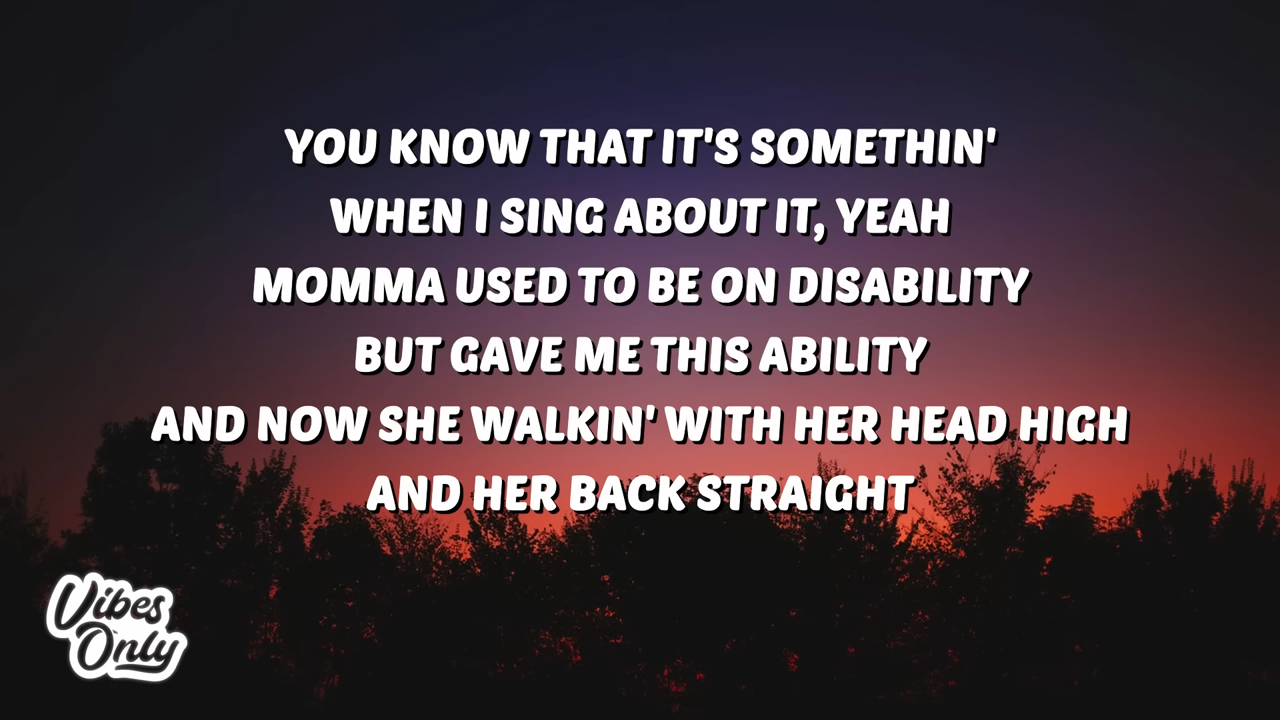 YOU KNOW THAT IT'S SOMETHIN'
WHEN I SING ABOUT IT, YEAH
MOMMA USED TO BE ON DISABILITY
BUT GAVE ME THIS ABILITY
AND NOW SHE WALKIN' WITH HER HEAD HIGH
AND HER BACK STRAIGHT
Vibes
Only